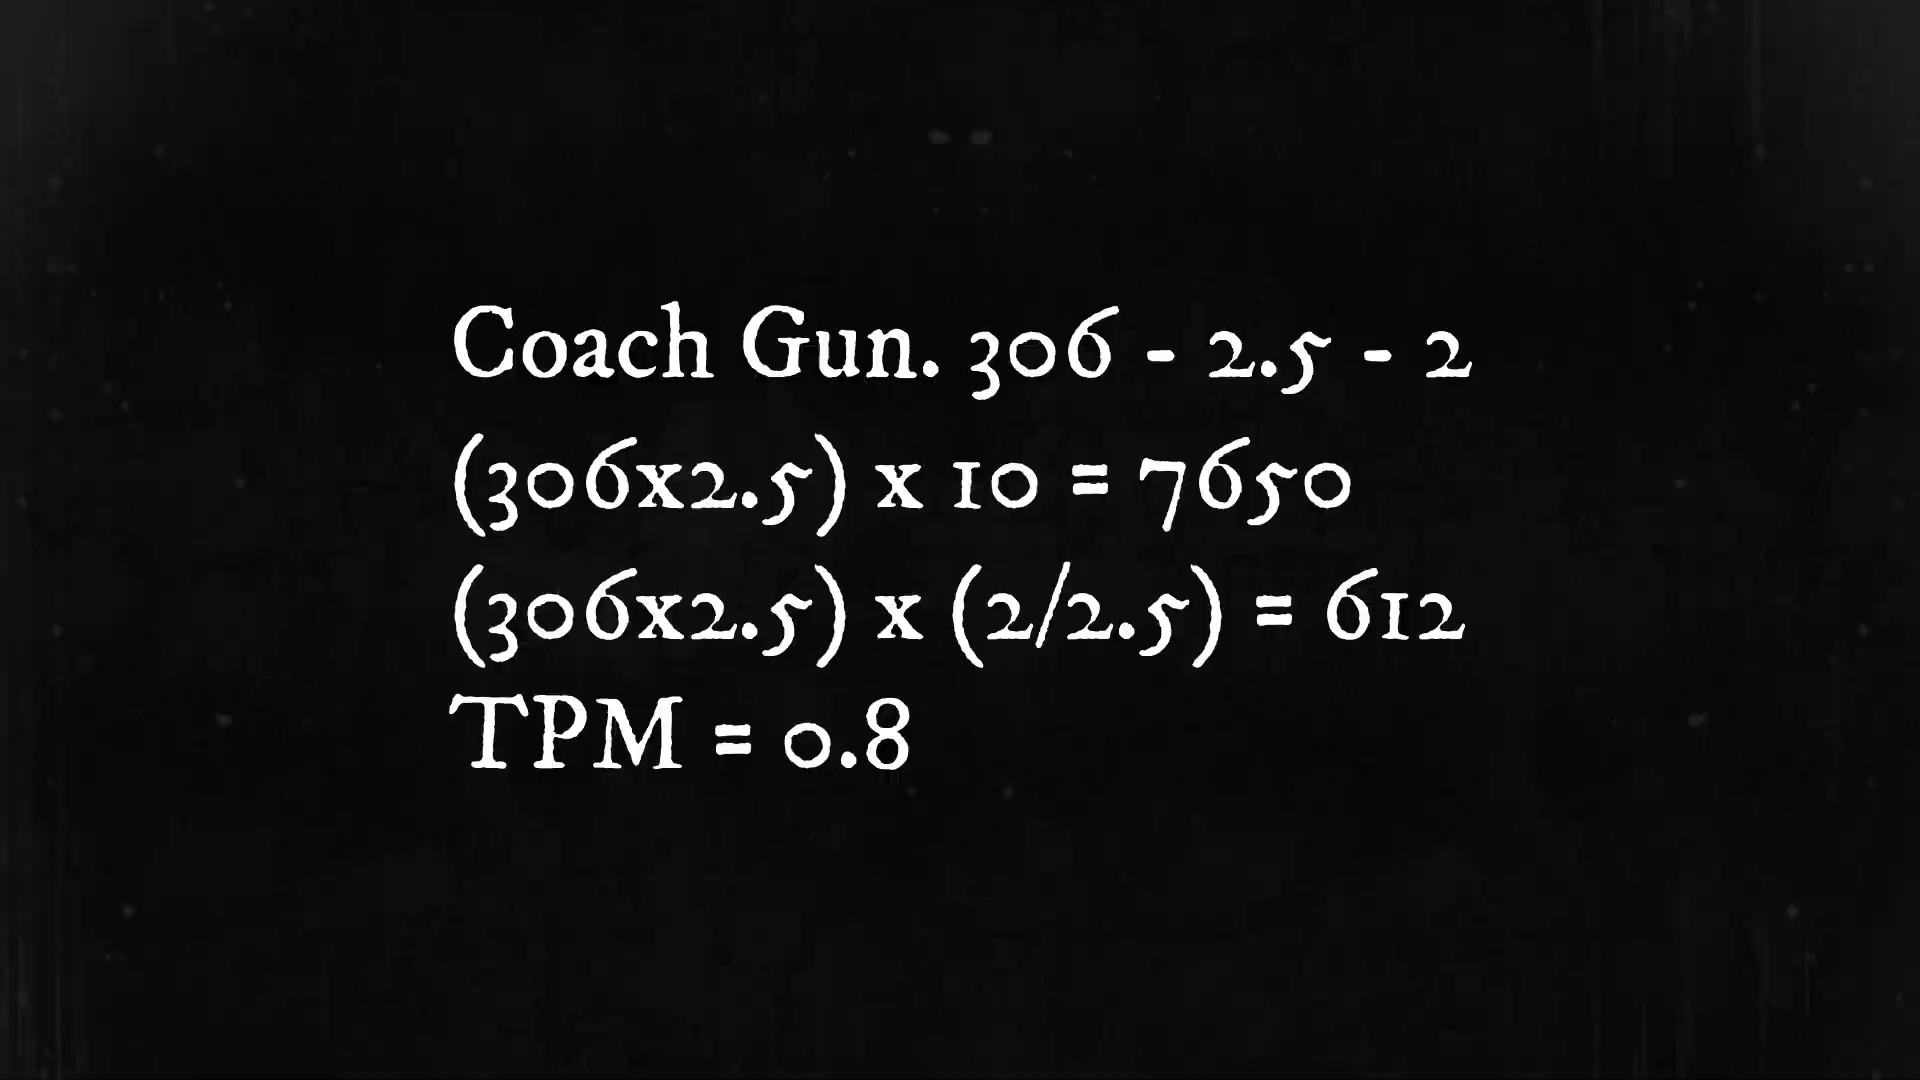 Coach Gun. 306 - 2.5 - 2
(306x2.5) x 10 = 7650
(306x2.5) x (2/2.5) = 612
TPM = 0.8